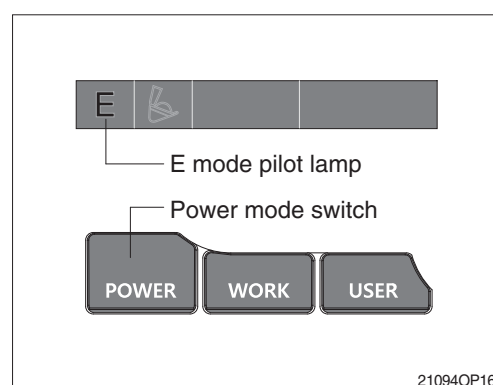 E
E mode pilot lamp
Power mode switch
POWER WORK USER
21094OP16